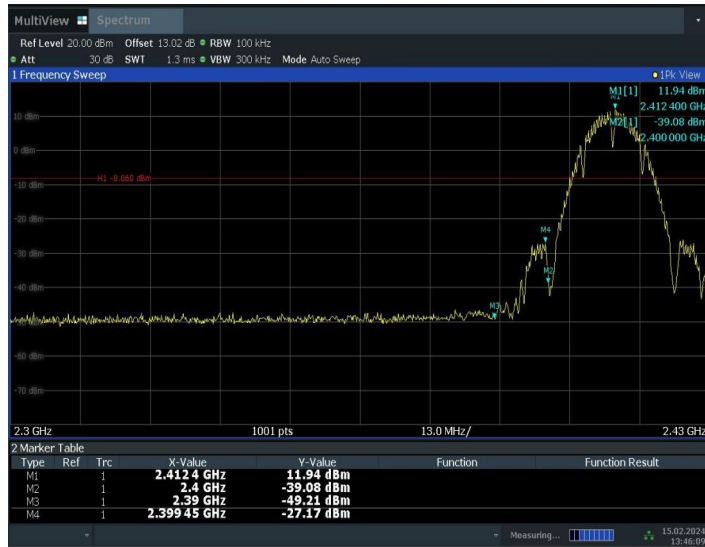 MultiView Spectrum
Ref Level 20.00 dBm Offset 13.02 dB RBW 100 kHz
Att 30 dB SWT 1.3 ms VBW 300 kHz Mode Auto Sweep
1 Frequency Sweep 1Pk View
M1[1] 11.94 dBm
2.412 400 GHz
M2[1] -39.08 dBm
2.400 000 GHz
10 dBm
0 dBm
H1 -8.060 dBm
-10 dBm
-20 dBm
M4
-30 dBm
M2
-40 dBm
M3
-60 dBm
-70 dBm
2.3 GHz 1001 pts 13.0 MHz/ 2.43 GHz
2 Marker Table
Type Ref Trc X-Value Y-Value Function Function Result
M1 1 2.412 4 GHz 11.94 dBm
M2 1 2.4 GHz -39.08 dBm
M3 1 2.39 GHz -49.21 dBm
M4 1 2.399 45 GHz -27.17 dBm
Measuring... 15.02.2024
13:46:09